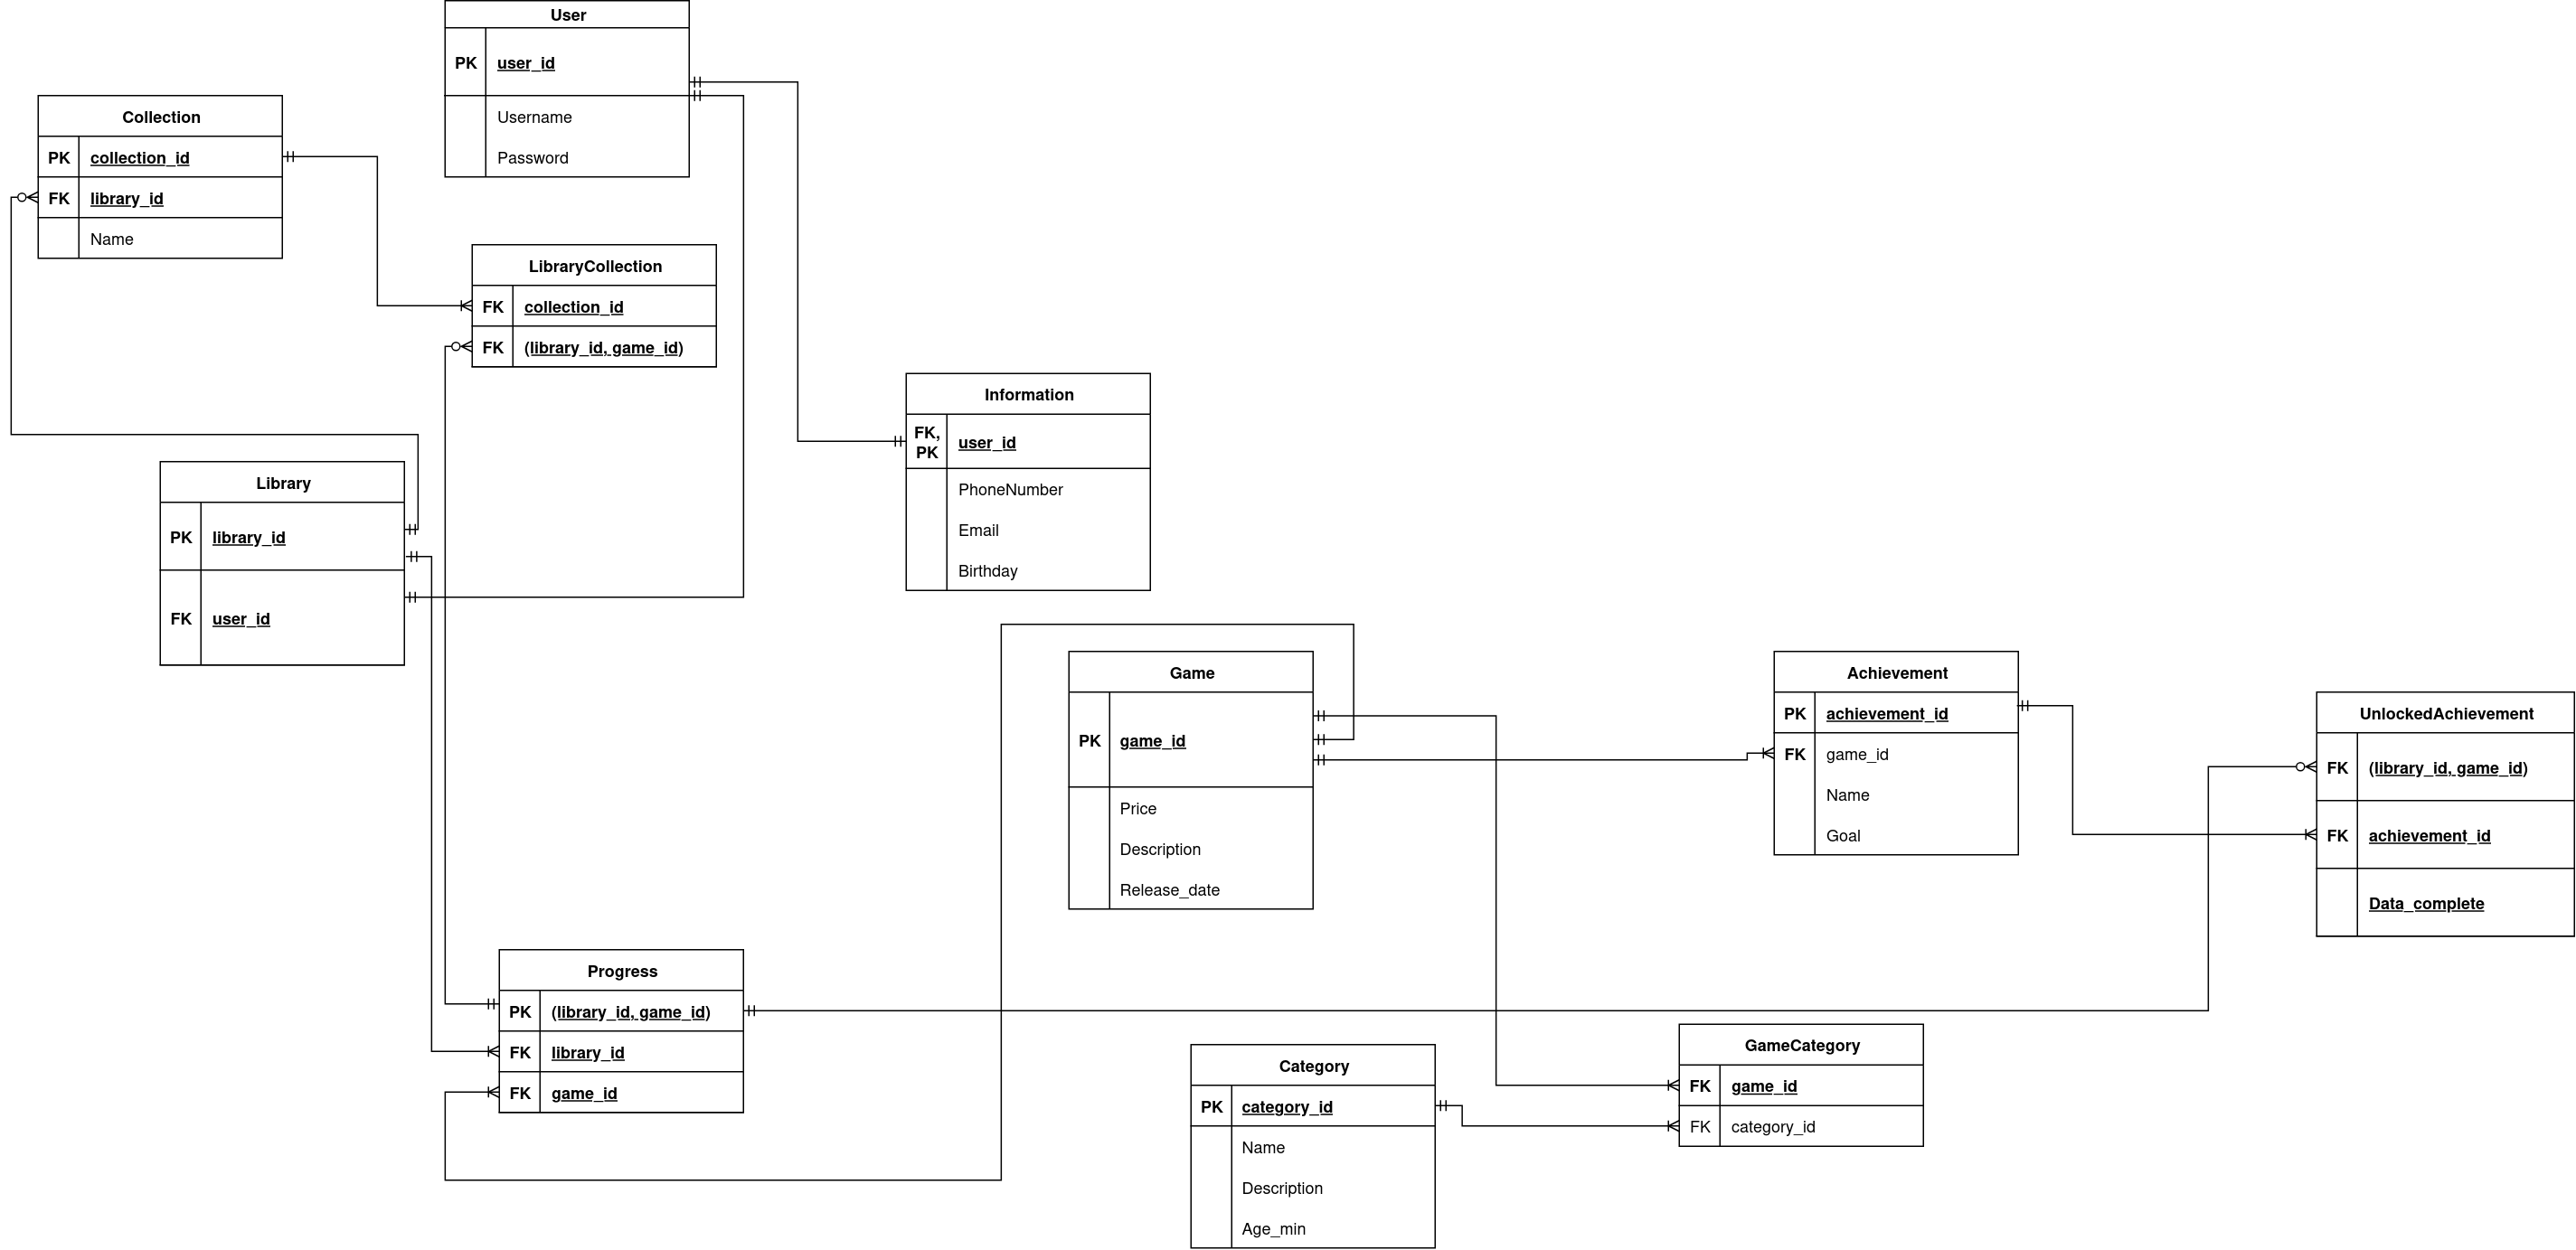 User
PK
user_id
Username
Password
Collection
PK
collection_id
FK
library_id
Name
LibraryCollection
FK
collection_id
FK
(library_id, game_id)
Information
FK,
PK
user_id
PhoneNumber
Email
Birthday
Library
PK
library_id
FK
user_id
Game
PK
game_id
Price
Description
Release_date
Achievement
PK
achievement_id
FK
game_id
Name
Goal
UnlockedAchievement
FK
(library_id, game_id)
FK
achievement_id
Data_complete
Progress
PK
(library_id, game_id)
FK
library_id
FK
game_id
Category
PK
category_id
Name
Description
Age_min
GameCategory
FK
game_id
FK
category_id